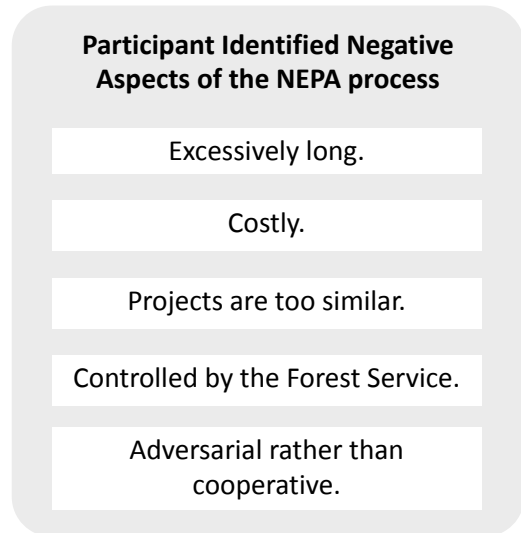 Participant Identified Negative
Aspects of the NEPA process
Excessively long.
Costly.
Projects are too similar.
Controlled by the Forest Service.
Adversarial rather than
cooperative.